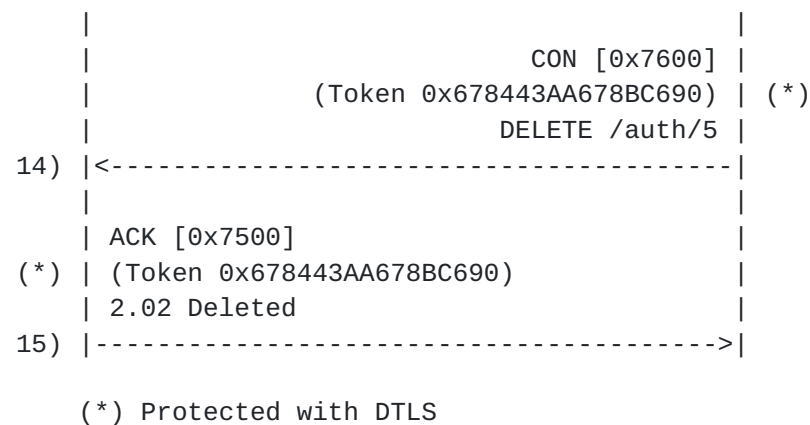 |                                         |
|                            CON [0x7600] |
|              (Token 0x678443AA678BC690) | (*)
|                          DELETE /auth/5 |
14) |<----------------------------------------|
|                                         |
| ACK [0x7500]                            |
(*) | (Token 0x678443AA678BC690)              |
| 2.02 Deleted                            |
15) |---------------------------------------->|
(*) Protected with DTLS